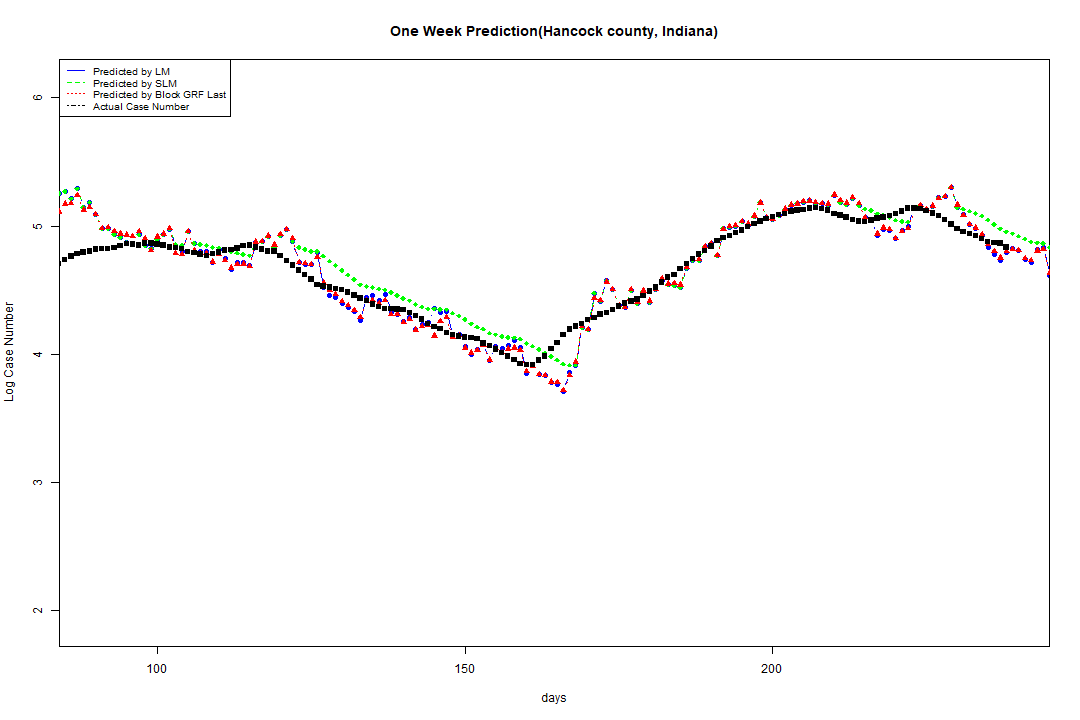 One Week Prediction(Hancock county, Indiana)
Predicted by LM
Predicted by SLM
Predicted by Block GRF Last
Actual Case Number
6
5
4
3
2
Log Case Number
100 150 200
days